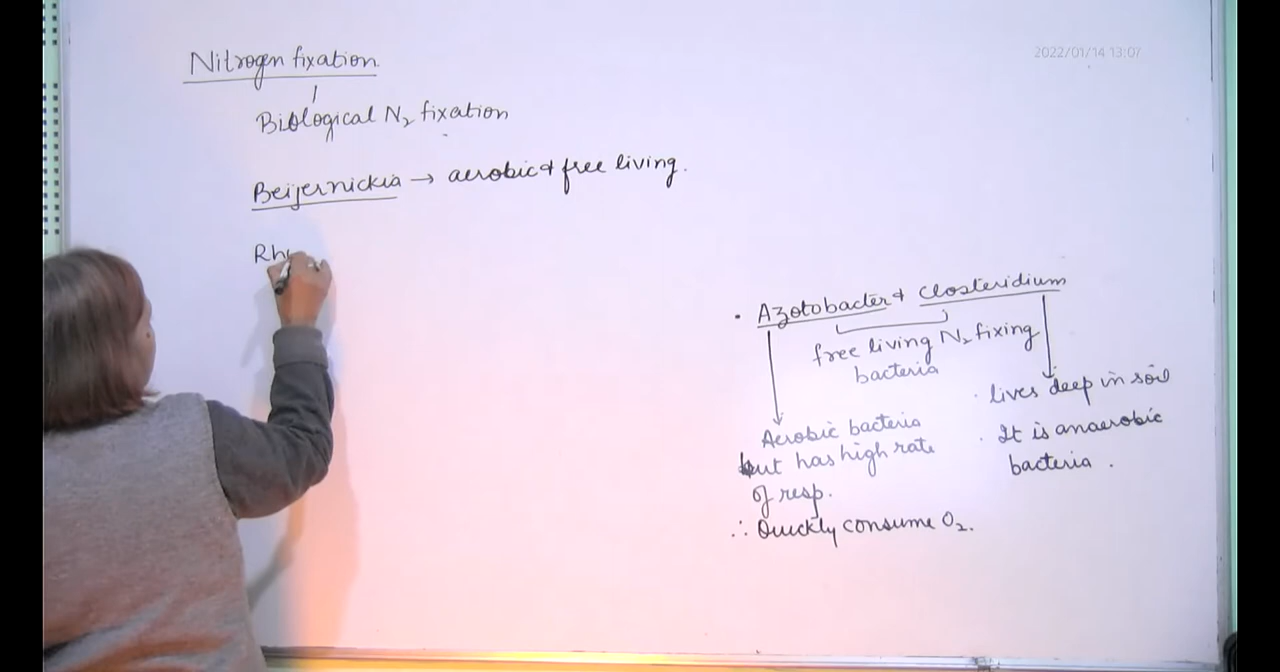 2022/01/14 13:07
Nitrogen fixation
Biological N₂ fixation
Beijernickia → aerobic & free living.
Rh
• Azotobacter & Closteridium
free living N₂ fixing
bacteria
Aerobic bacteria
but has high rate
of resp.
∴ Quickly consume O₂.
· lives deep in soil
· It is anaerobic
bacteria .